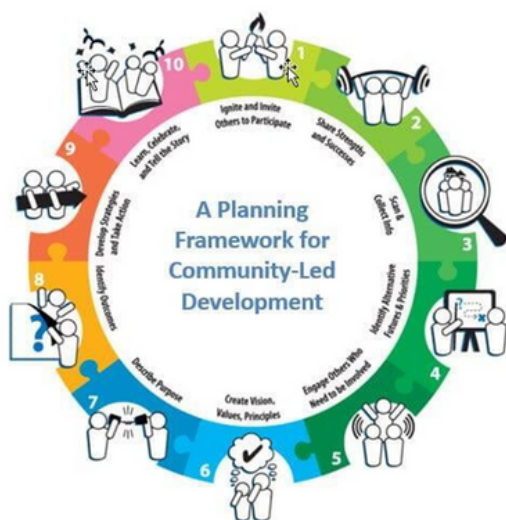 A Planning
Framework for
Community-Led
Development
1
Ignite and Invite
Others to Participate
2
Share Strengths
and Successes
3
Scan &
Collect Info
4
Identify Alternative
Futures & Priorities
5
Engage Others Who
Need to be Involved
6
Create Vision,
Values, Principles
7
Describe Purpose
8
Identify Outcomes
9
Develop Strategies
and Take Action
10
Learn, Celebrate,
and Tell the Story
?
?